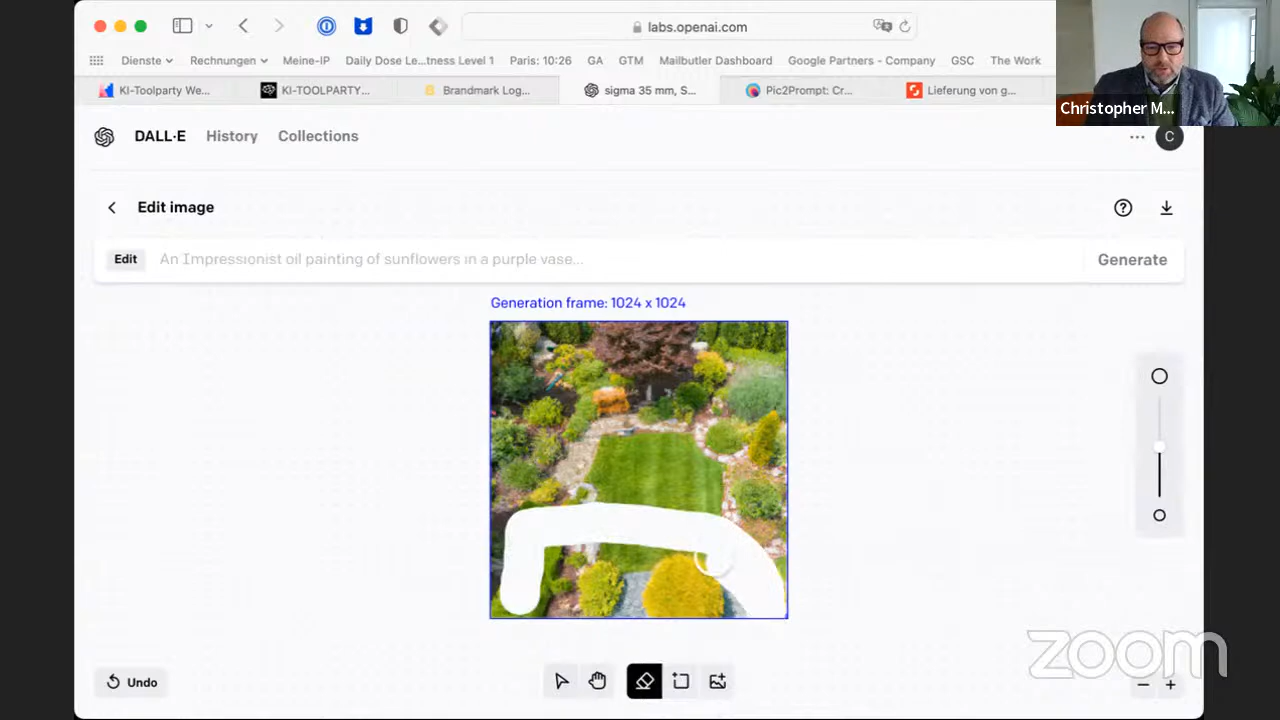 labs.openai.com
Dienste Rechnungen Meine-IP Daily Dose Le...tness Level 1 Paris: 10:26 GA GTM Mailbutler Dashboard Google Partners - Company GSC The Work
KI-Toolparty We... KI-TOOLPARTY... Brandmark Log... sigma 35 mm, S... Pic2Prompt: Cr... Lieferung von g...
Christopher M...
DALL·E History Collections
C
Edit image
Edit An Impressionist oil painting of sunflowers in a purple vase... Generate
Generation frame: 1024 x 1024
Undo
zoom